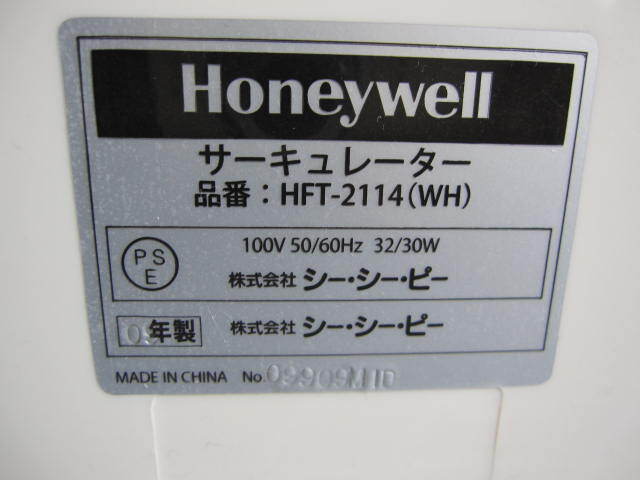 Honeywell
サーキュレーター
品番：HFT-2114(WH)
PS
E
100V 50/60Hz 32/30W
株式会社 シー・シー・ピー
09年製 株式会社 シー・シー・ピー
MADE IN CHINA No.